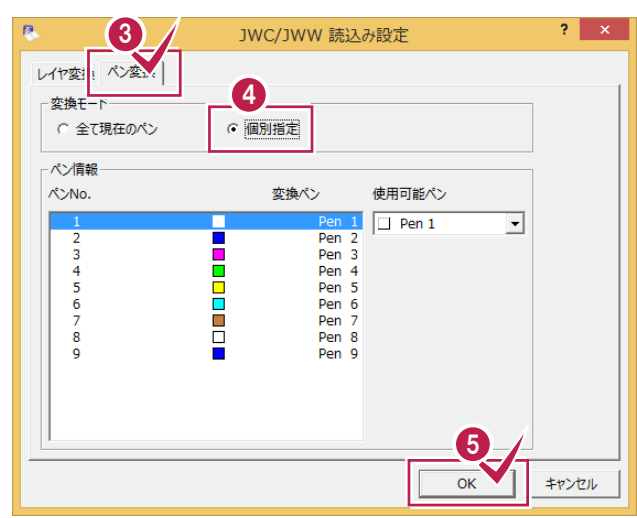 JWC/JWW 読込み設定
?
×
3
レイヤ変換
ペン変換
変換モード
4
全て現在のペン
個別指定
ペン情報
ペンNo. 変換ペン 使用可能ペン
1 Pen 1 Pen 1
2 Pen 2
3 Pen 3
4 Pen 4
5 Pen 5
6 Pen 6
7 Pen 7
8 Pen 8
9 Pen 9
5
OK キャンセル